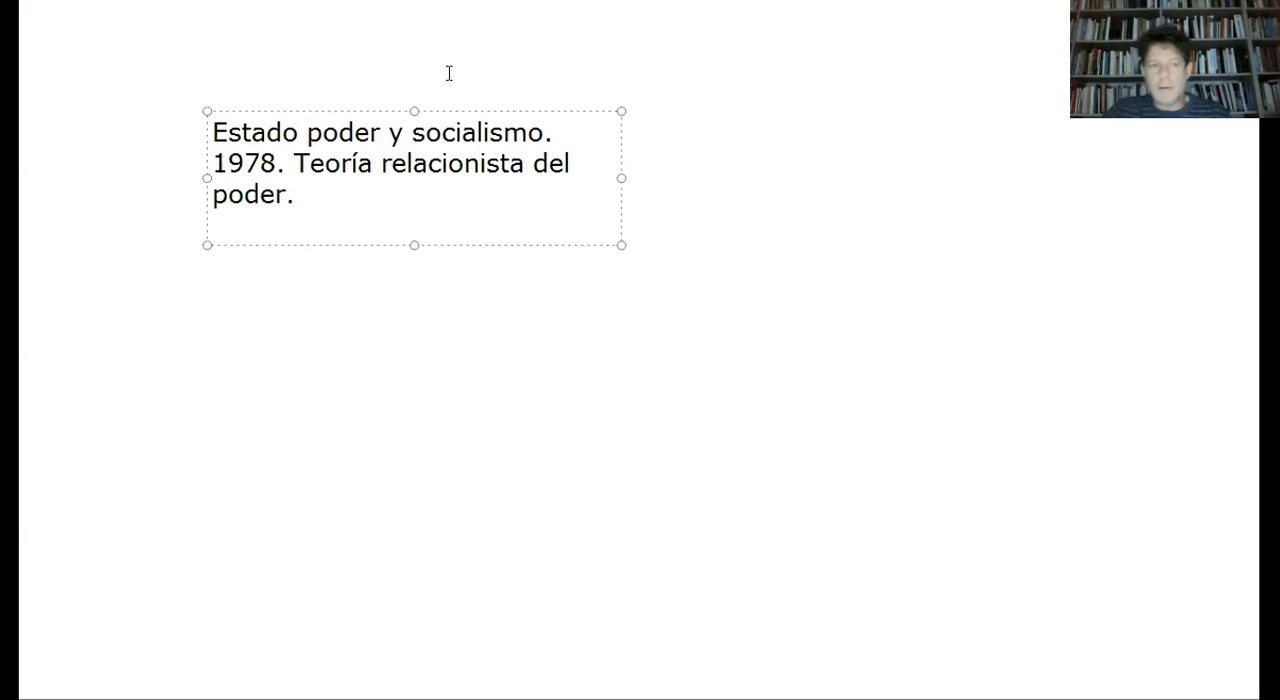 Estado poder y socialismo.
1978. Teoría relacionista del
poder.